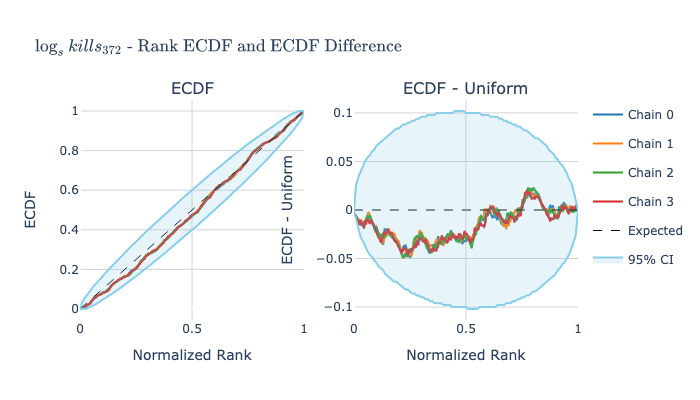 log_s kills_372 - Rank ECDF and ECDF Difference
ECDF
ECDF
1
0.8
0.6
0.4
0.2
0
0
0.5
1
Normalized Rank
ECDF - Uniform
ECDF - Uniform
0.1
0.05
0
−0.05
−0.1
0
0.5
1
Normalized Rank
Chain 0
Chain 1
Chain 2
Chain 3
Expected
95% CI